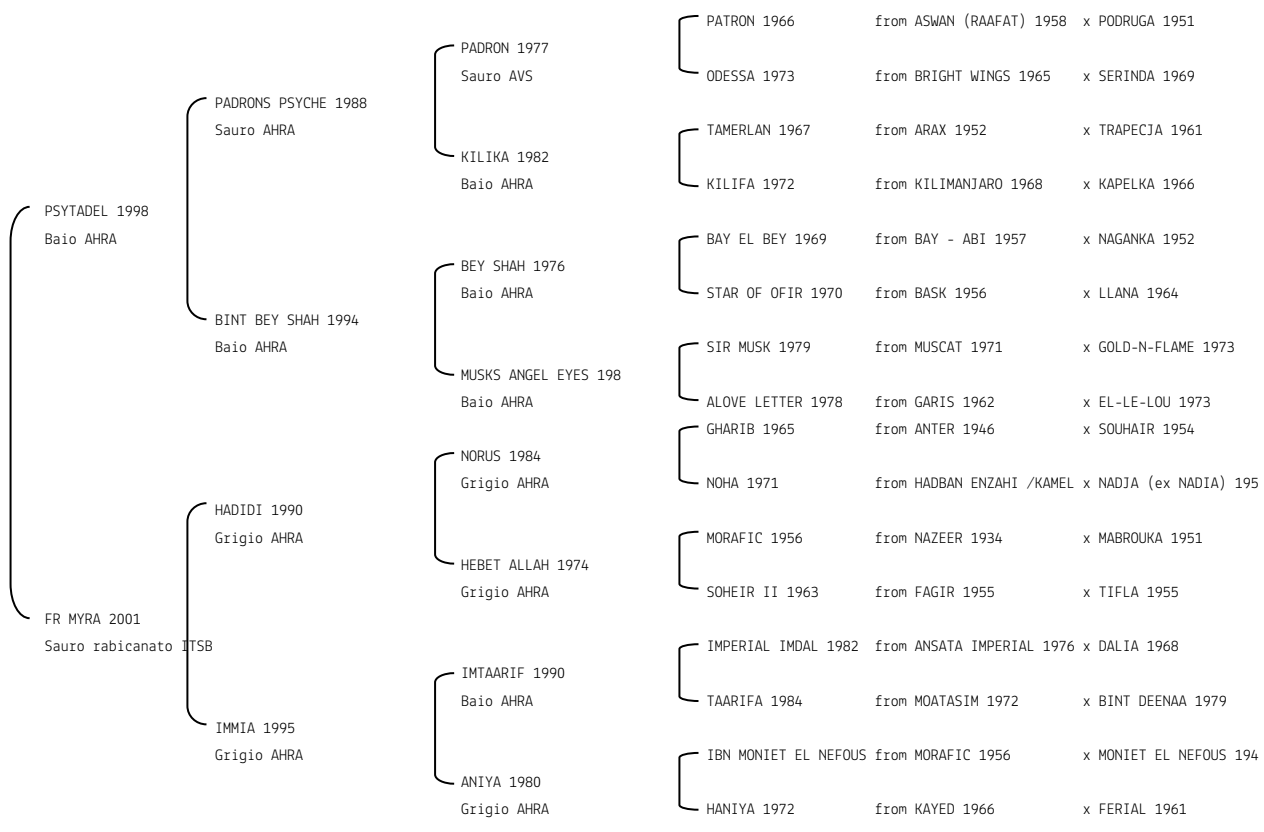 PATRON 1966 from ASWAN (RAAFAT) 1958 x PODRUGA 1951
PADRON 1977
Sauro AVS
ODESSA 1973 from BRIGHT WINGS 1965 x SERINDA 1969
PADRONS PSYCHE 1988
Sauro AHRA
TAMERLAN 1967 from ARAX 1952 x TRAPECJA 1961
KILIKA 1982
Baio AHRA
KILIFA 1972 from KILIMANJARO 1968 x KAPELKA 1966
PSYTADEL 1998
Baio AHRA
BAY EL BEY 1969 from BAY - ABI 1957 x NAGANKA 1952
BEY SHAH 1976
Baio AHRA
STAR OF OFIR 1970 from BASK 1956 x LLANA 1964
BINT BEY SHAH 1994
Baio AHRA
SIR MUSK 1979 from MUSCAT 1971 x GOLD-N-FLAME 1973
MUSKS ANGEL EYES 198
Baio AHRA
ALOVE LETTER 1978 from GARIS 1962 x EL-LE-LOU 1973
GHARIB 1965 from ANTER 1946 x SOUHAIR 1954
NORUS 1984
Grigio AHRA
NOHA 1971 from HADBAN ENZAHI /KAMEL x NADJA (ex NADIA) 195
HADIDI 1990
Grigio AHRA
MORAFIC 1956 from NAZEER 1934 x MABROUKA 1951
HEBET ALLAH 1974
Grigio AHRA
SOHEIR II 1963 from FAGIR 1955 x TIFLA 1955
FR MYRA 2001
Sauro rabicanato ITSB
IMPERIAL IMDAL 1982 from ANSATA IMPERIAL 1976 x DALIA 1968
IMTAARIF 1990
Baio AHRA
TAARIFA 1984 from MOATASIM 1972 x BINT DEENAA 1979
IMMIA 1995
Grigio AHRA
IBN MONIET EL NEFOUS from MORAFIC 1956 x MONIET EL NEFOUS 194
ANIYA 1980
Grigio AHRA
HANIYA 1972 from KAYED 1966 x FERIAL 1961